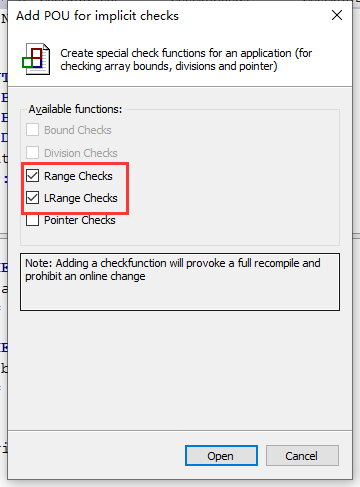 Add POU for implicit checks
Create special check functions for an application (for
checking array bounds, divisions and pointer)
Available functions:
Bound Checks
Division Checks
Range Checks
LRange Checks
Pointer Checks
Note: Adding a checkfunction will provoke a full recompile and
prohibit an online change
Open
Cancel